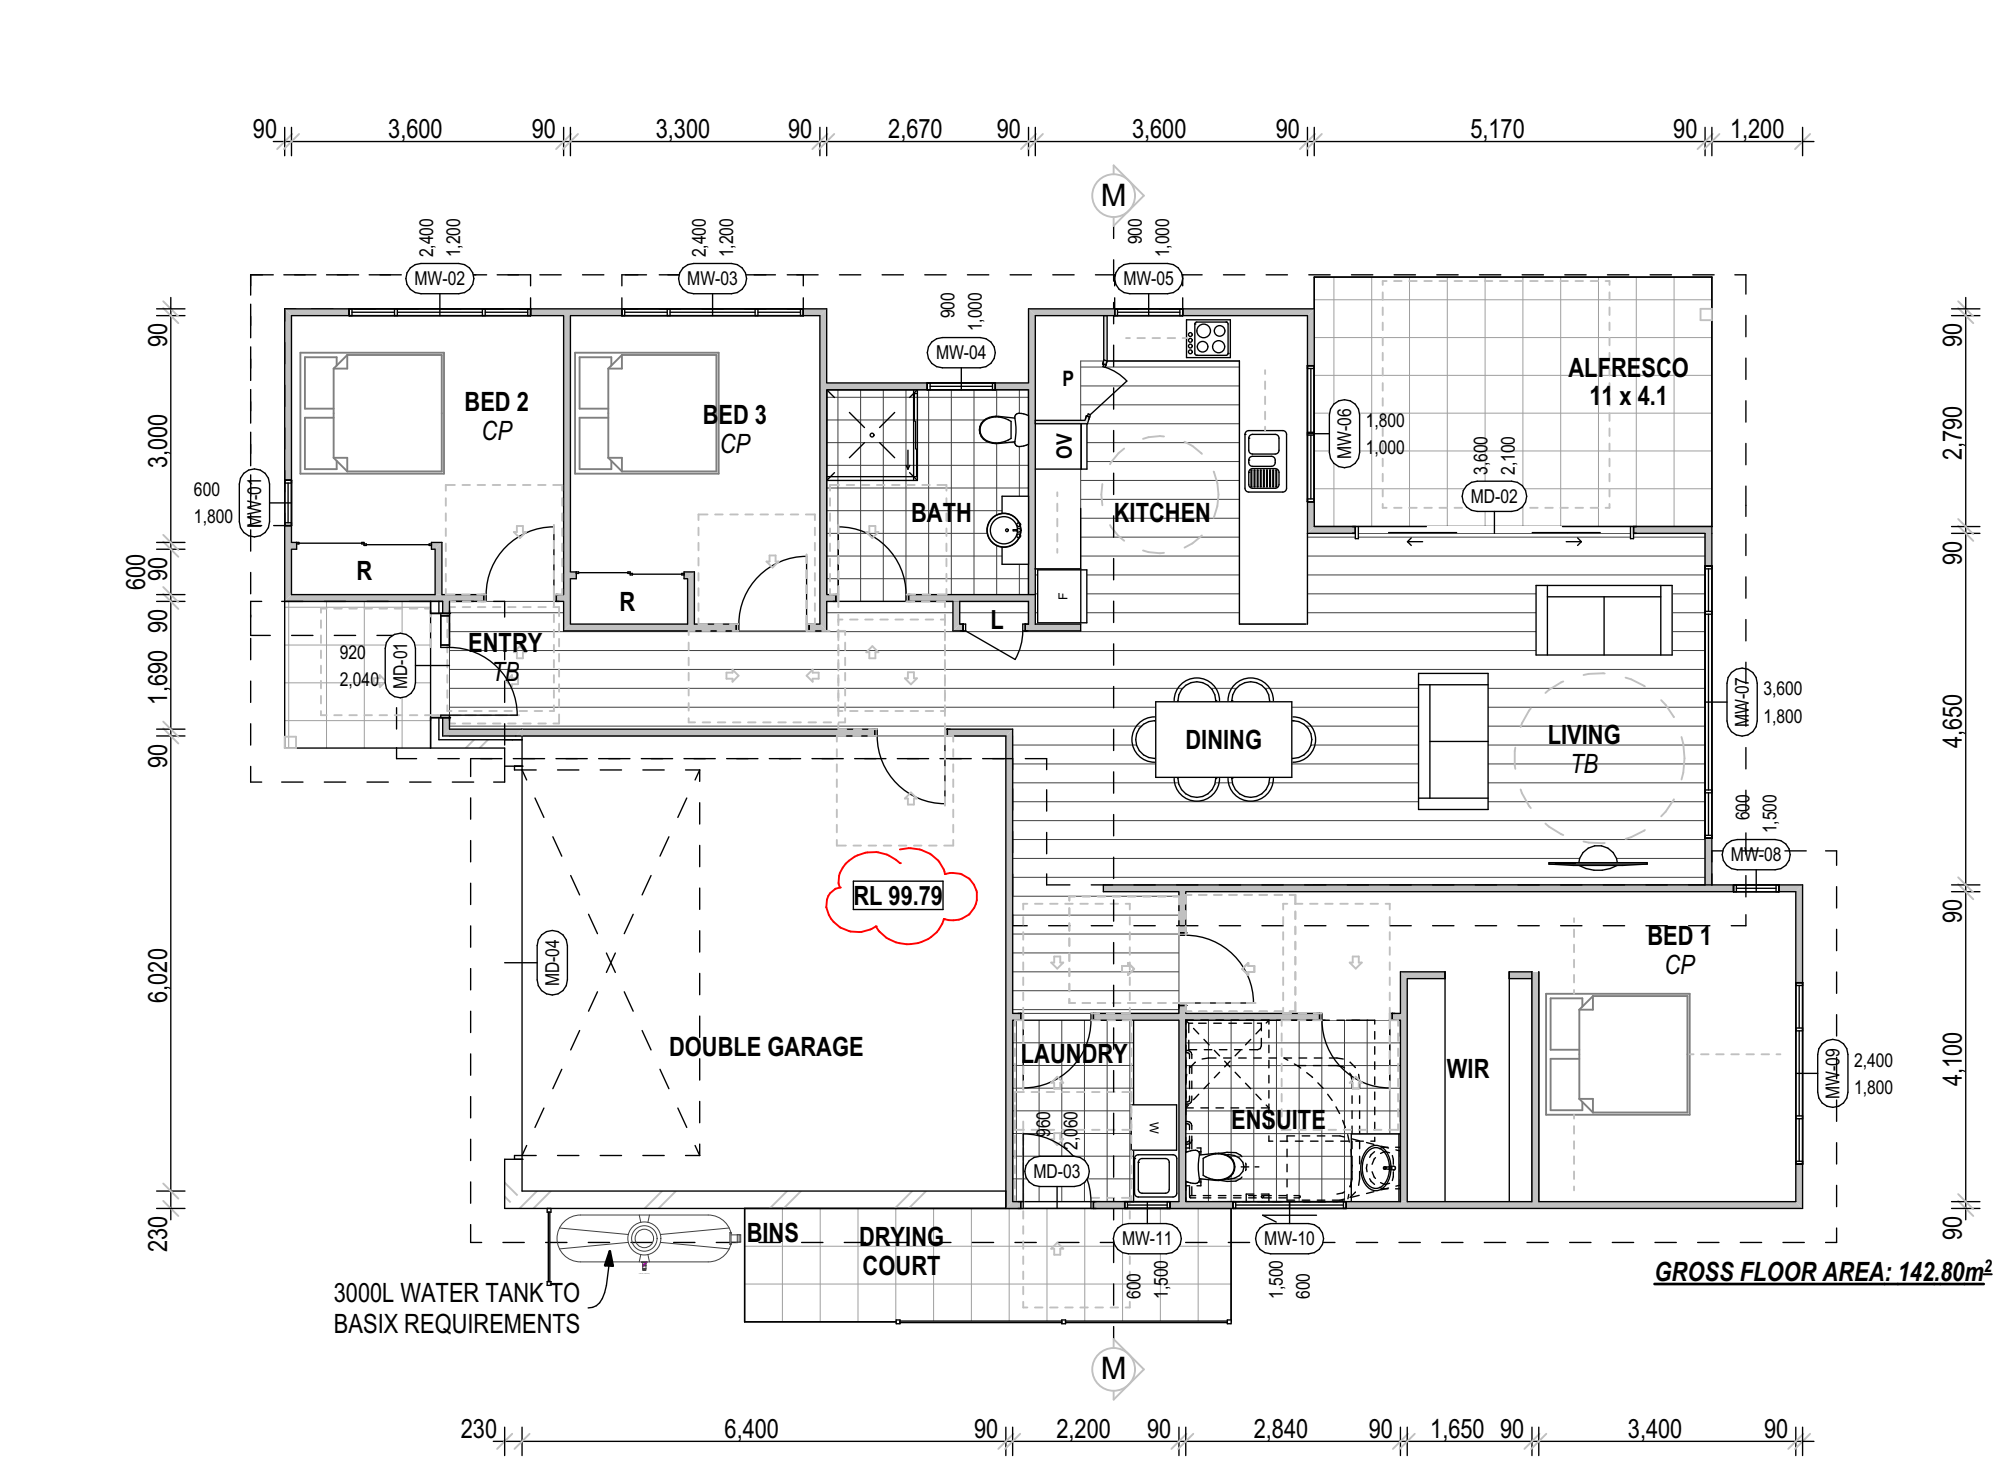 90 3,600 90 3,300 90 2,670 90 3,600 90 5,170 90 1,200
M
2,400
1,200
MW-02
2,400
1,200
MW-03
900
1,000
MW-04
900
1,000
MW-05
90
3,000
600
90
90
1,690
90
6,020
230
90
2,790
90
4,650
90
4,100
90
BED 2
CP
BED 3
CP
P
OV
ALFRESCO
11 x 4.1
MW-06
1,800
1,000
3,600
2,100
MD-02
600
1,800
MW-01
BATH
KITCHEN
R
R
F
L
ENTRY
TB
920
2,040
MD-01
DINING
LIVING
TB
MW-07
3,600
1,800
600
1,500
MW-08
RL 99.79
MD-04
BED 1
CP
DOUBLE GARAGE
LAUNDRY
WIR
MW-09
2,400
1,800
ENSUITE
960
2,060
W
MD-03
BINS
DRYING
COURT
MW-11
600
1,500
MW-10
1,500
600
3000L WATER TANK TO
BASIX REQUIREMENTS
GROSS FLOOR AREA: 142.80m²
M
230 6,400 90 2,200 90 2,840 90 1,650 90 3,400 90